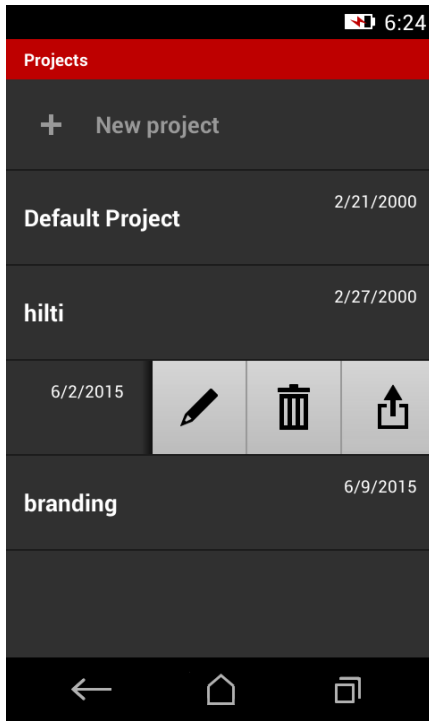 6:24
Projects
New project
2/21/2000
Default Project
2/27/2000
hilti
6/2/2015
6/9/2015
branding